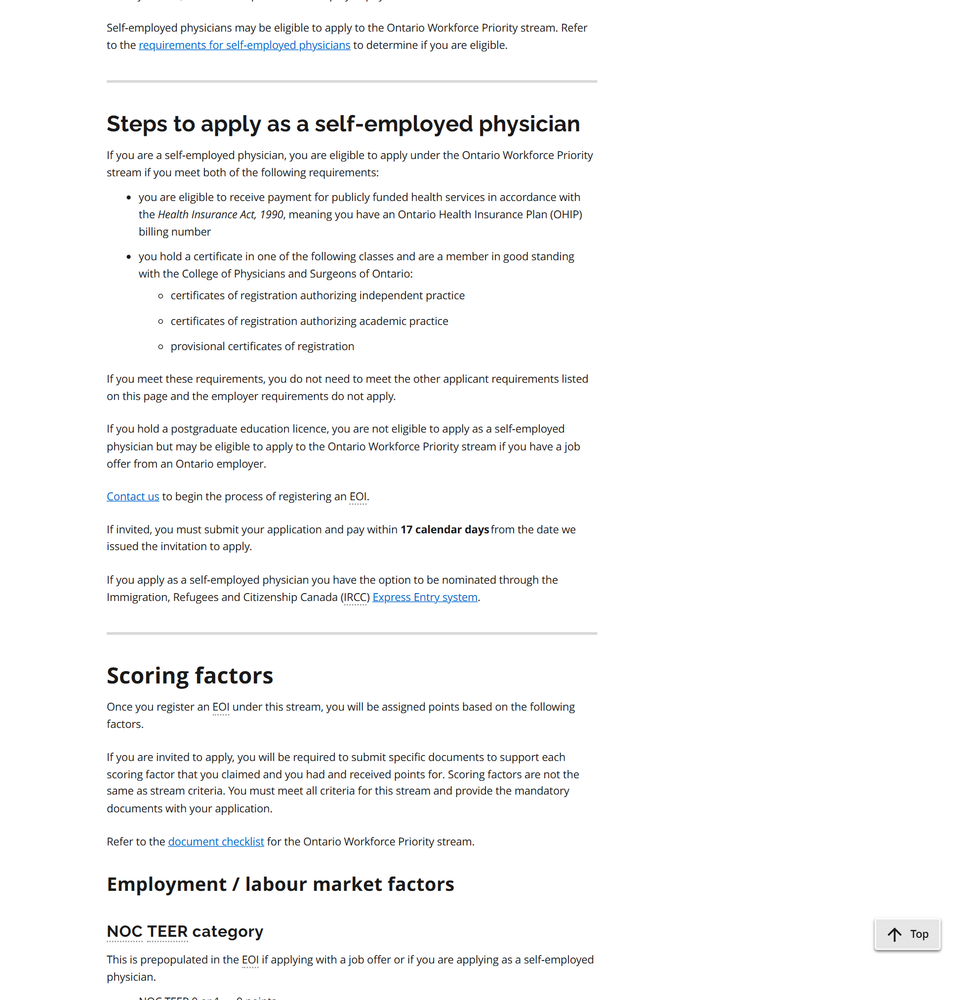 Self-employed physicians may be eligible to apply to the Ontario Workforce Priority stream. Refer
to the requirements for self-employed physicians to determine if you are eligible.
Steps to apply as a self-employed physician
If you are a self-employed physician, you are eligible to apply under the Ontario Workforce Priority
stream if you meet both of the following requirements:
• you are eligible to receive payment for publicly funded health services in accordance with
the Health Insurance Act, 1990, meaning you have an Ontario Health Insurance Plan (OHIP)
billing number
• you hold a certificate in one of the following classes and are a member in good standing
with the College of Physicians and Surgeons of Ontario:
◦ certificates of registration authorizing independent practice
◦ certificates of registration authorizing academic practice
◦ provisional certificates of registration
If you meet these requirements, you do not need to meet the other applicant requirements listed
on this page and the employer requirements do not apply.
If you hold a postgraduate education licence, you are not eligible to apply as a self-employed
physician but may be eligible to apply to the Ontario Workforce Priority stream if you have a job
offer from an Ontario employer.
Contact us to begin the process of registering an EOI.
If invited, you must submit your application and pay within 17 calendar days from the date we
issued the invitation to apply.
If you apply as a self-employed physician you have the option to be nominated through the
Immigration, Refugees and Citizenship Canada (IRCC) Express Entry system.
Scoring factors
Once you register an EOI under this stream, you will be assigned points based on the following
factors.
If you are invited to apply, you will be required to submit specific documents to support each
scoring factor that you claimed and you had and received points for. Scoring factors are not the
same as stream criteria. You must meet all criteria for this stream and provide the mandatory
documents with your application.
Refer to the document checklist for the Ontario Workforce Priority stream.
Employment / labour market factors
NOC TEER category
Top
This is prepopulated in the EOI if applying with a job offer or if you are applying as a self-employed
physician.